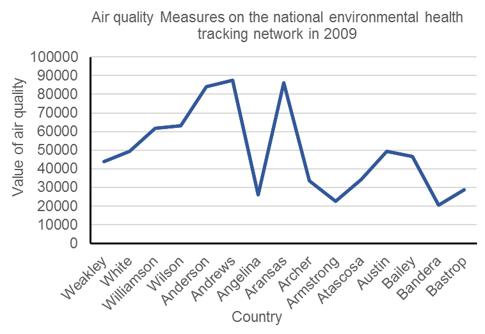 Air quality Measures on the national environmental health
tracking network in 2009
Value of air quality
100000
90000
80000
70000
60000
50000
40000
30000
20000
10000
0
Weakley
White
Williamson
Wilson
Anderson
Andrews
Angelina
Aransas
Archer
Armstrong
Atascosa
Austin
Bailey
Bandera
Bastrop
Country